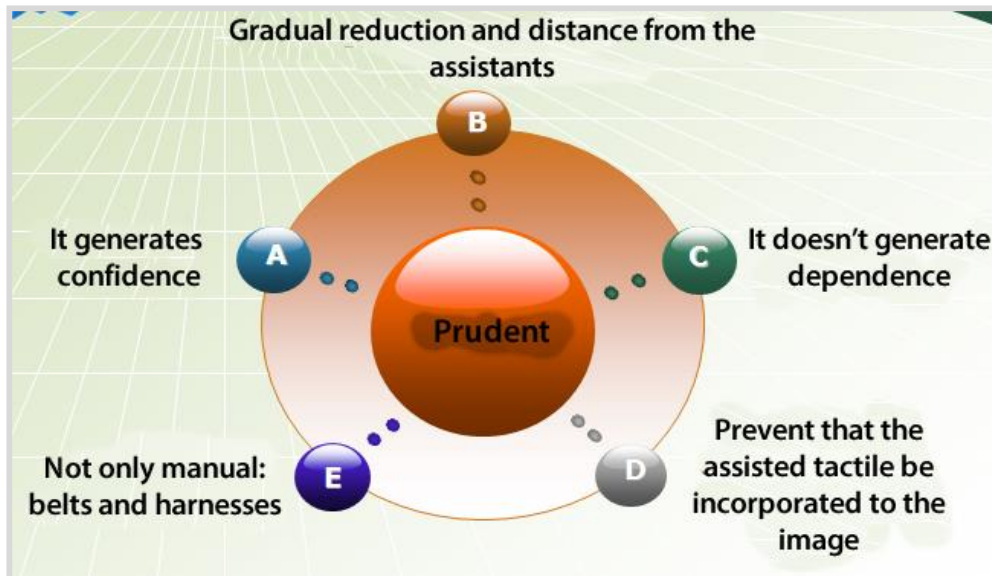 Gradual reduction and distance from the
assistants
B
It generates
confidence
A
C
It doesn’t generate
dependence
Prudent
Not only manual:
belts and harnesses
E
D
Prevent that the
assisted tactile be
incorporated to the
image